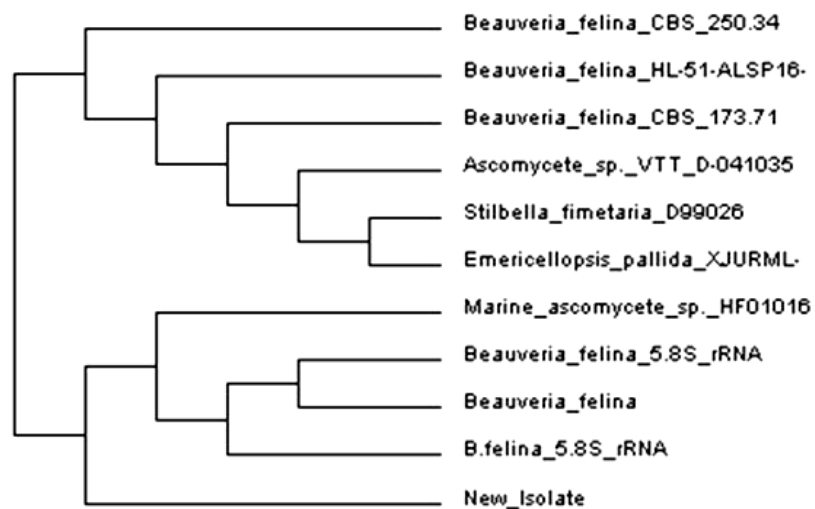 Beauveria_felina_CBS_250.34
Beauveria_felina_HL-51-ALSP16-
Beauveria_felina_CBS_173.71
Ascomycete_sp._VTT_D-041035
Stilbella_fimetaria_D99026
Emericellopsis_pallida_XJURML-
Marine_ascomycete_sp._HF01016
Beauveria_felina_5.8S_rRNA
Beauveria_felina
B.felina_5.8S_rRNA
New_Isolate